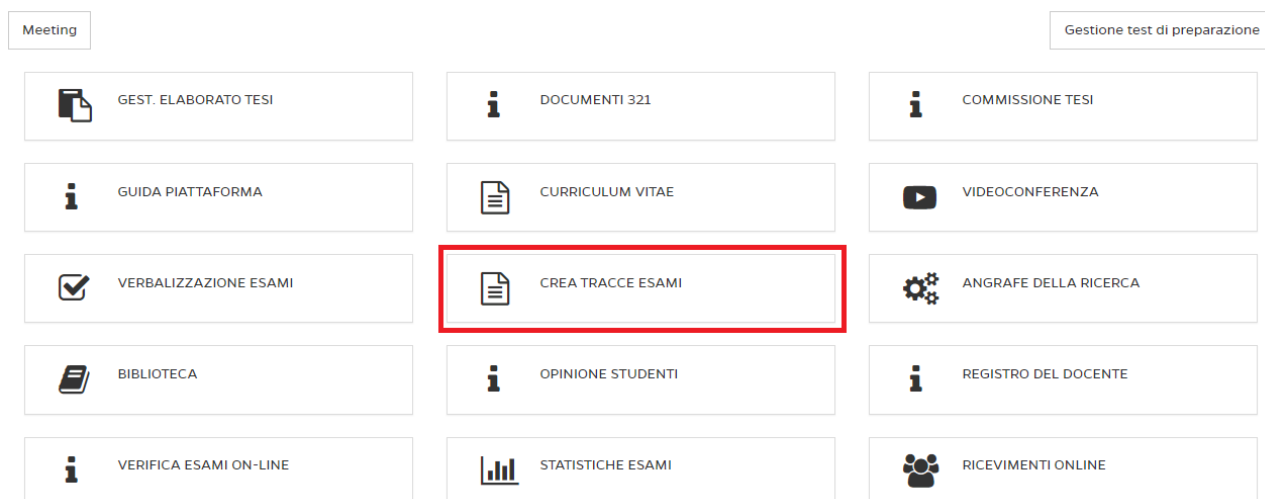 Meeting
Gestione test di preparazione
GEST. ELABORATO TESI
DOCUMENTI 321
COMMISSIONE TESI
GUIDA PIATTAFORMA
CURRICULUM VITAE
VIDEOCONFERENZA
VERBALIZZAZIONE ESAMI
CREA TRACCE ESAMI
ANGRAFE DELLA RICERCA
BIBLIOTECA
OPINIONE STUDENTI
REGISTRO DEL DOCENTE
VERIFICA ESAMI ON-LINE
STATISTICHE ESAMI
RICEVIMENTI ONLINE